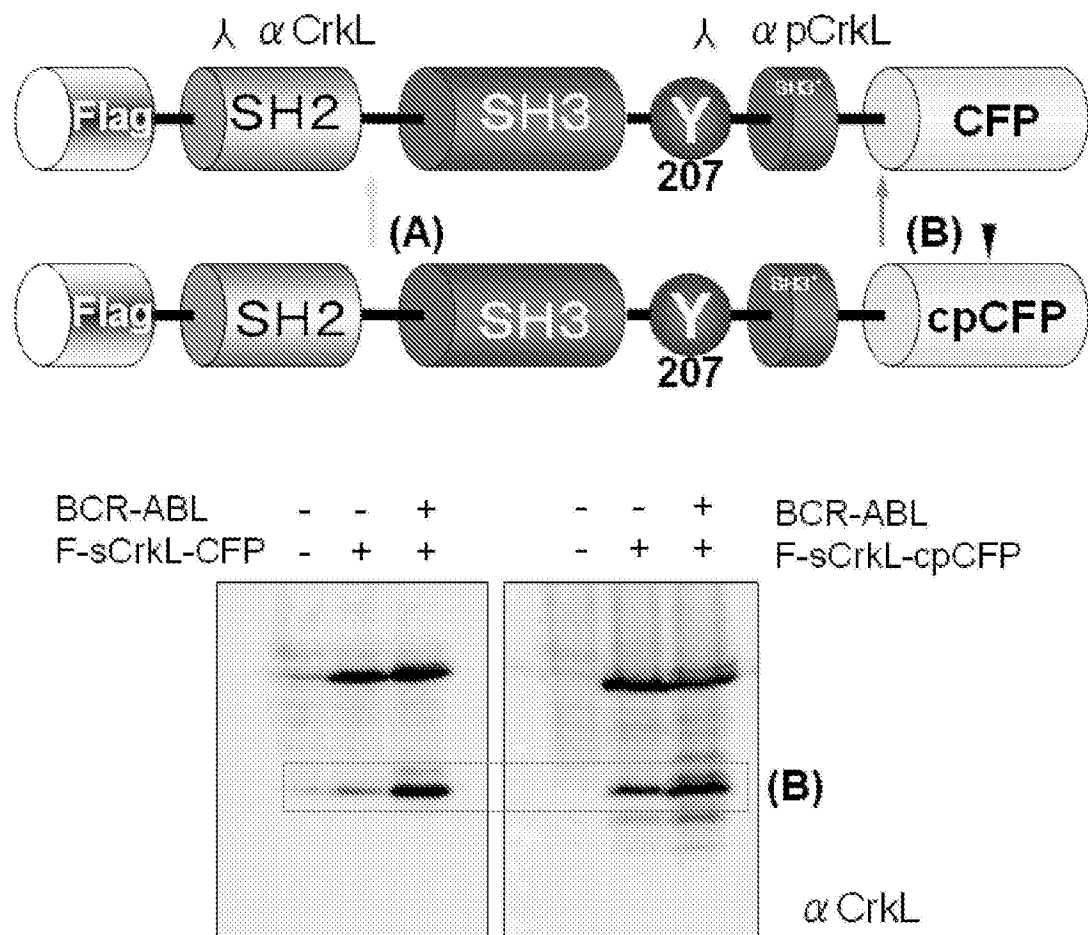 ⅄ α CrkL ⅄ α pCrkL
Flag SH2 SH3 Y SH3 CFP
207
(A) (B)
Flag SH2 SH3 Y SH3 cpCFP
207
BCR-ABL - - + - - + BCR-ABL
F-sCrkL-CFP - + + - + + F-sCrkL-cpCFP
(B)
α CrkL